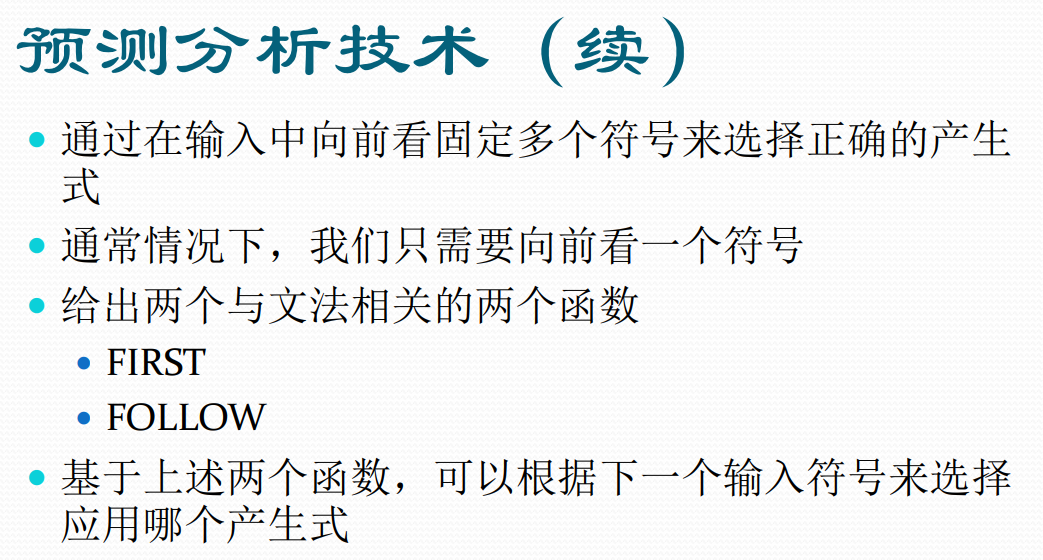 预测分析技术（续）
通过在输入中向前看固定多个符号来选择正确的产生
式
通常情况下，我们只需要向前看一个符号
给出两个与文法相关的两个函数
FIRST
FOLLOW
基于上述两个函数，可以根据下一个输入符号来选择
应用哪个产生式